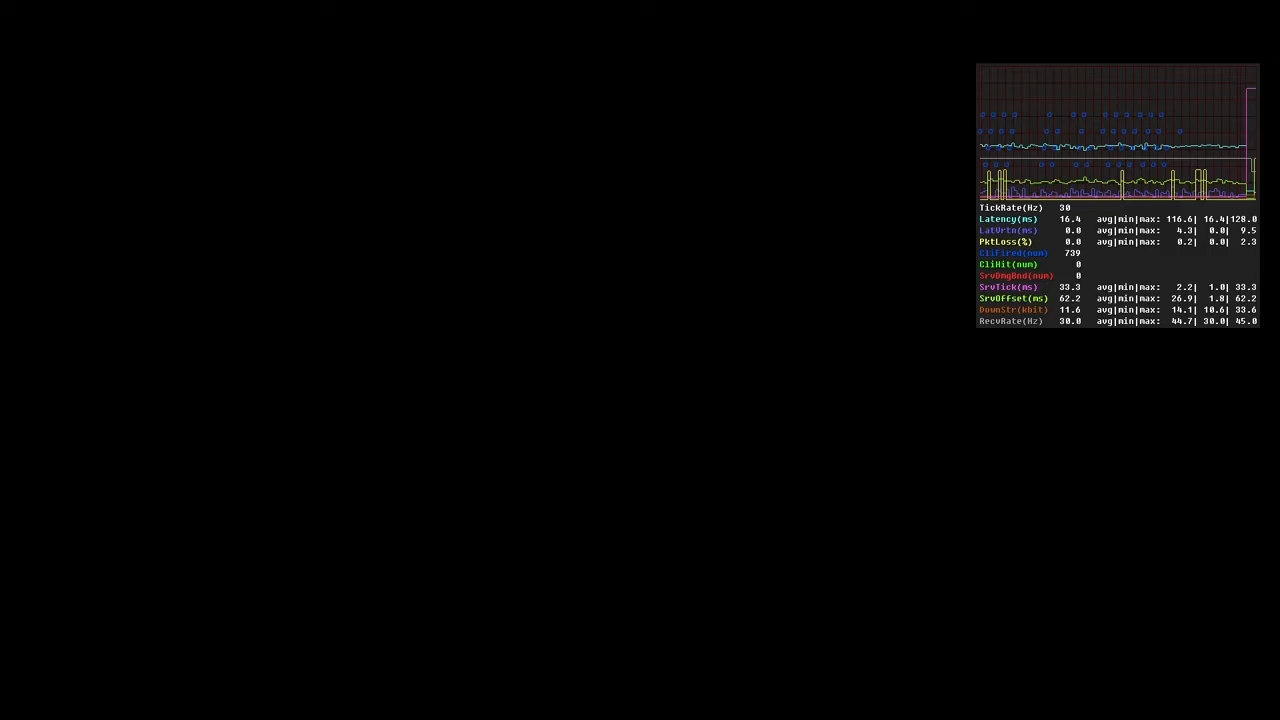 TickRate(Hz) 30
Latency(ms) 16.4 avg|min|max: 116.6| 16.4|128.0
LatVrtn(ms) 0.0 avg|min|max: 4.3| 0.0| 9.5
PktLoss(%) 0.0 avg|min|max: 0.2| 0.0| 2.3
CliFired(num) 739
CliHit(num) 0
SrvDmgBnd(num) 0
SrvTick(ms) 33.3 avg|min|max: 2.2| 1.0| 33.3
SrvOffset(ms) 62.2 avg|min|max: 26.9| 1.8| 62.2
DownStr(kbit) 11.6 avg|min|max: 14.1| 10.6| 33.6
RecvRate(Hz) 30.0 avg|min|max: 44.7| 30.0| 45.0